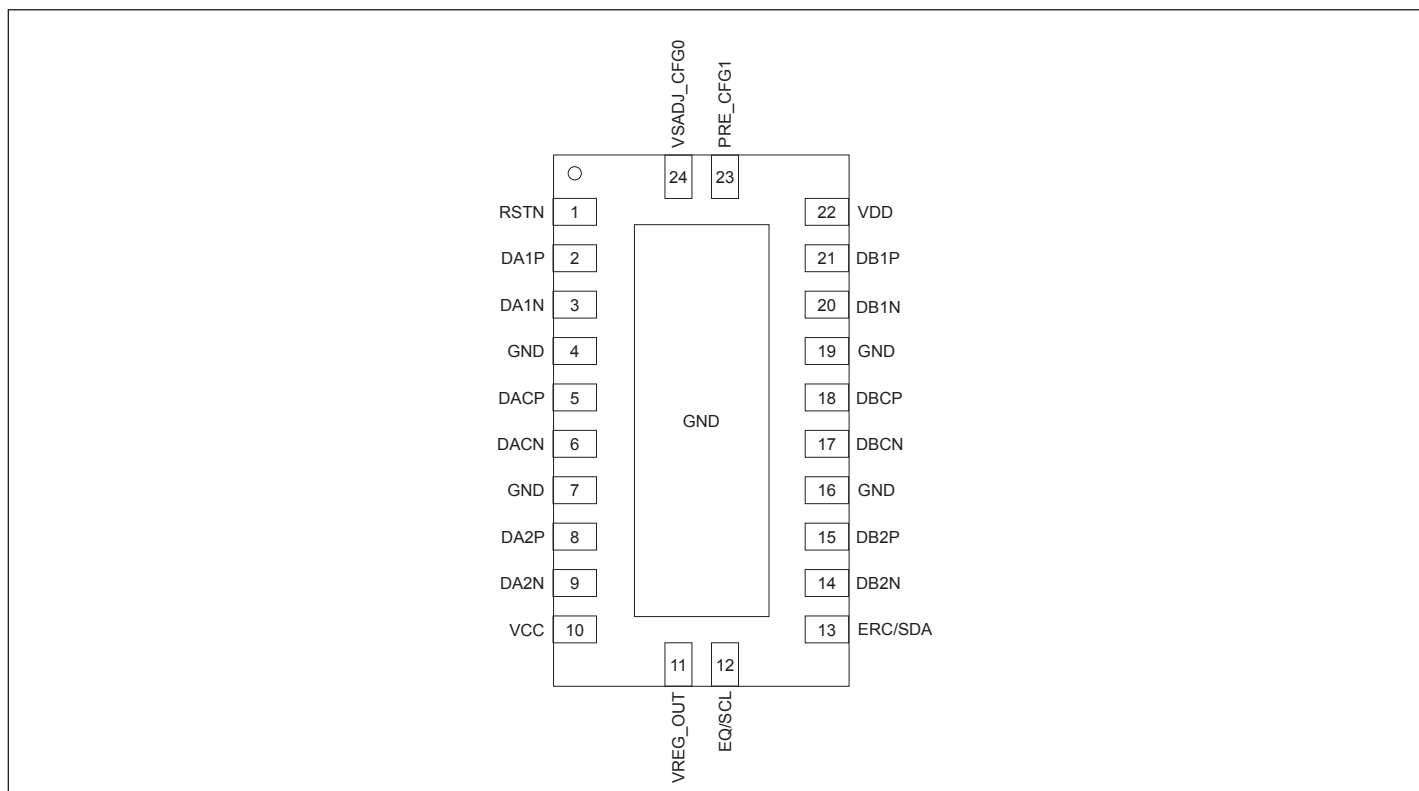 VSADJ_CFG0
PRE_CFG1
24
23
RSTN 1
22 VDD
DA1P 2
21 DB1P
DA1N 3
20 DB1N
GND 4
19 GND
DACP 5
18 DBCP
GND
DACN 6
17 DBCN
GND 7
16 GND
DA2P 8
15 DB2P
DA2N 9
14 DB2N
VCC 10
13 ERC/SDA
11
12
VREG_OUT
EQ/SCL